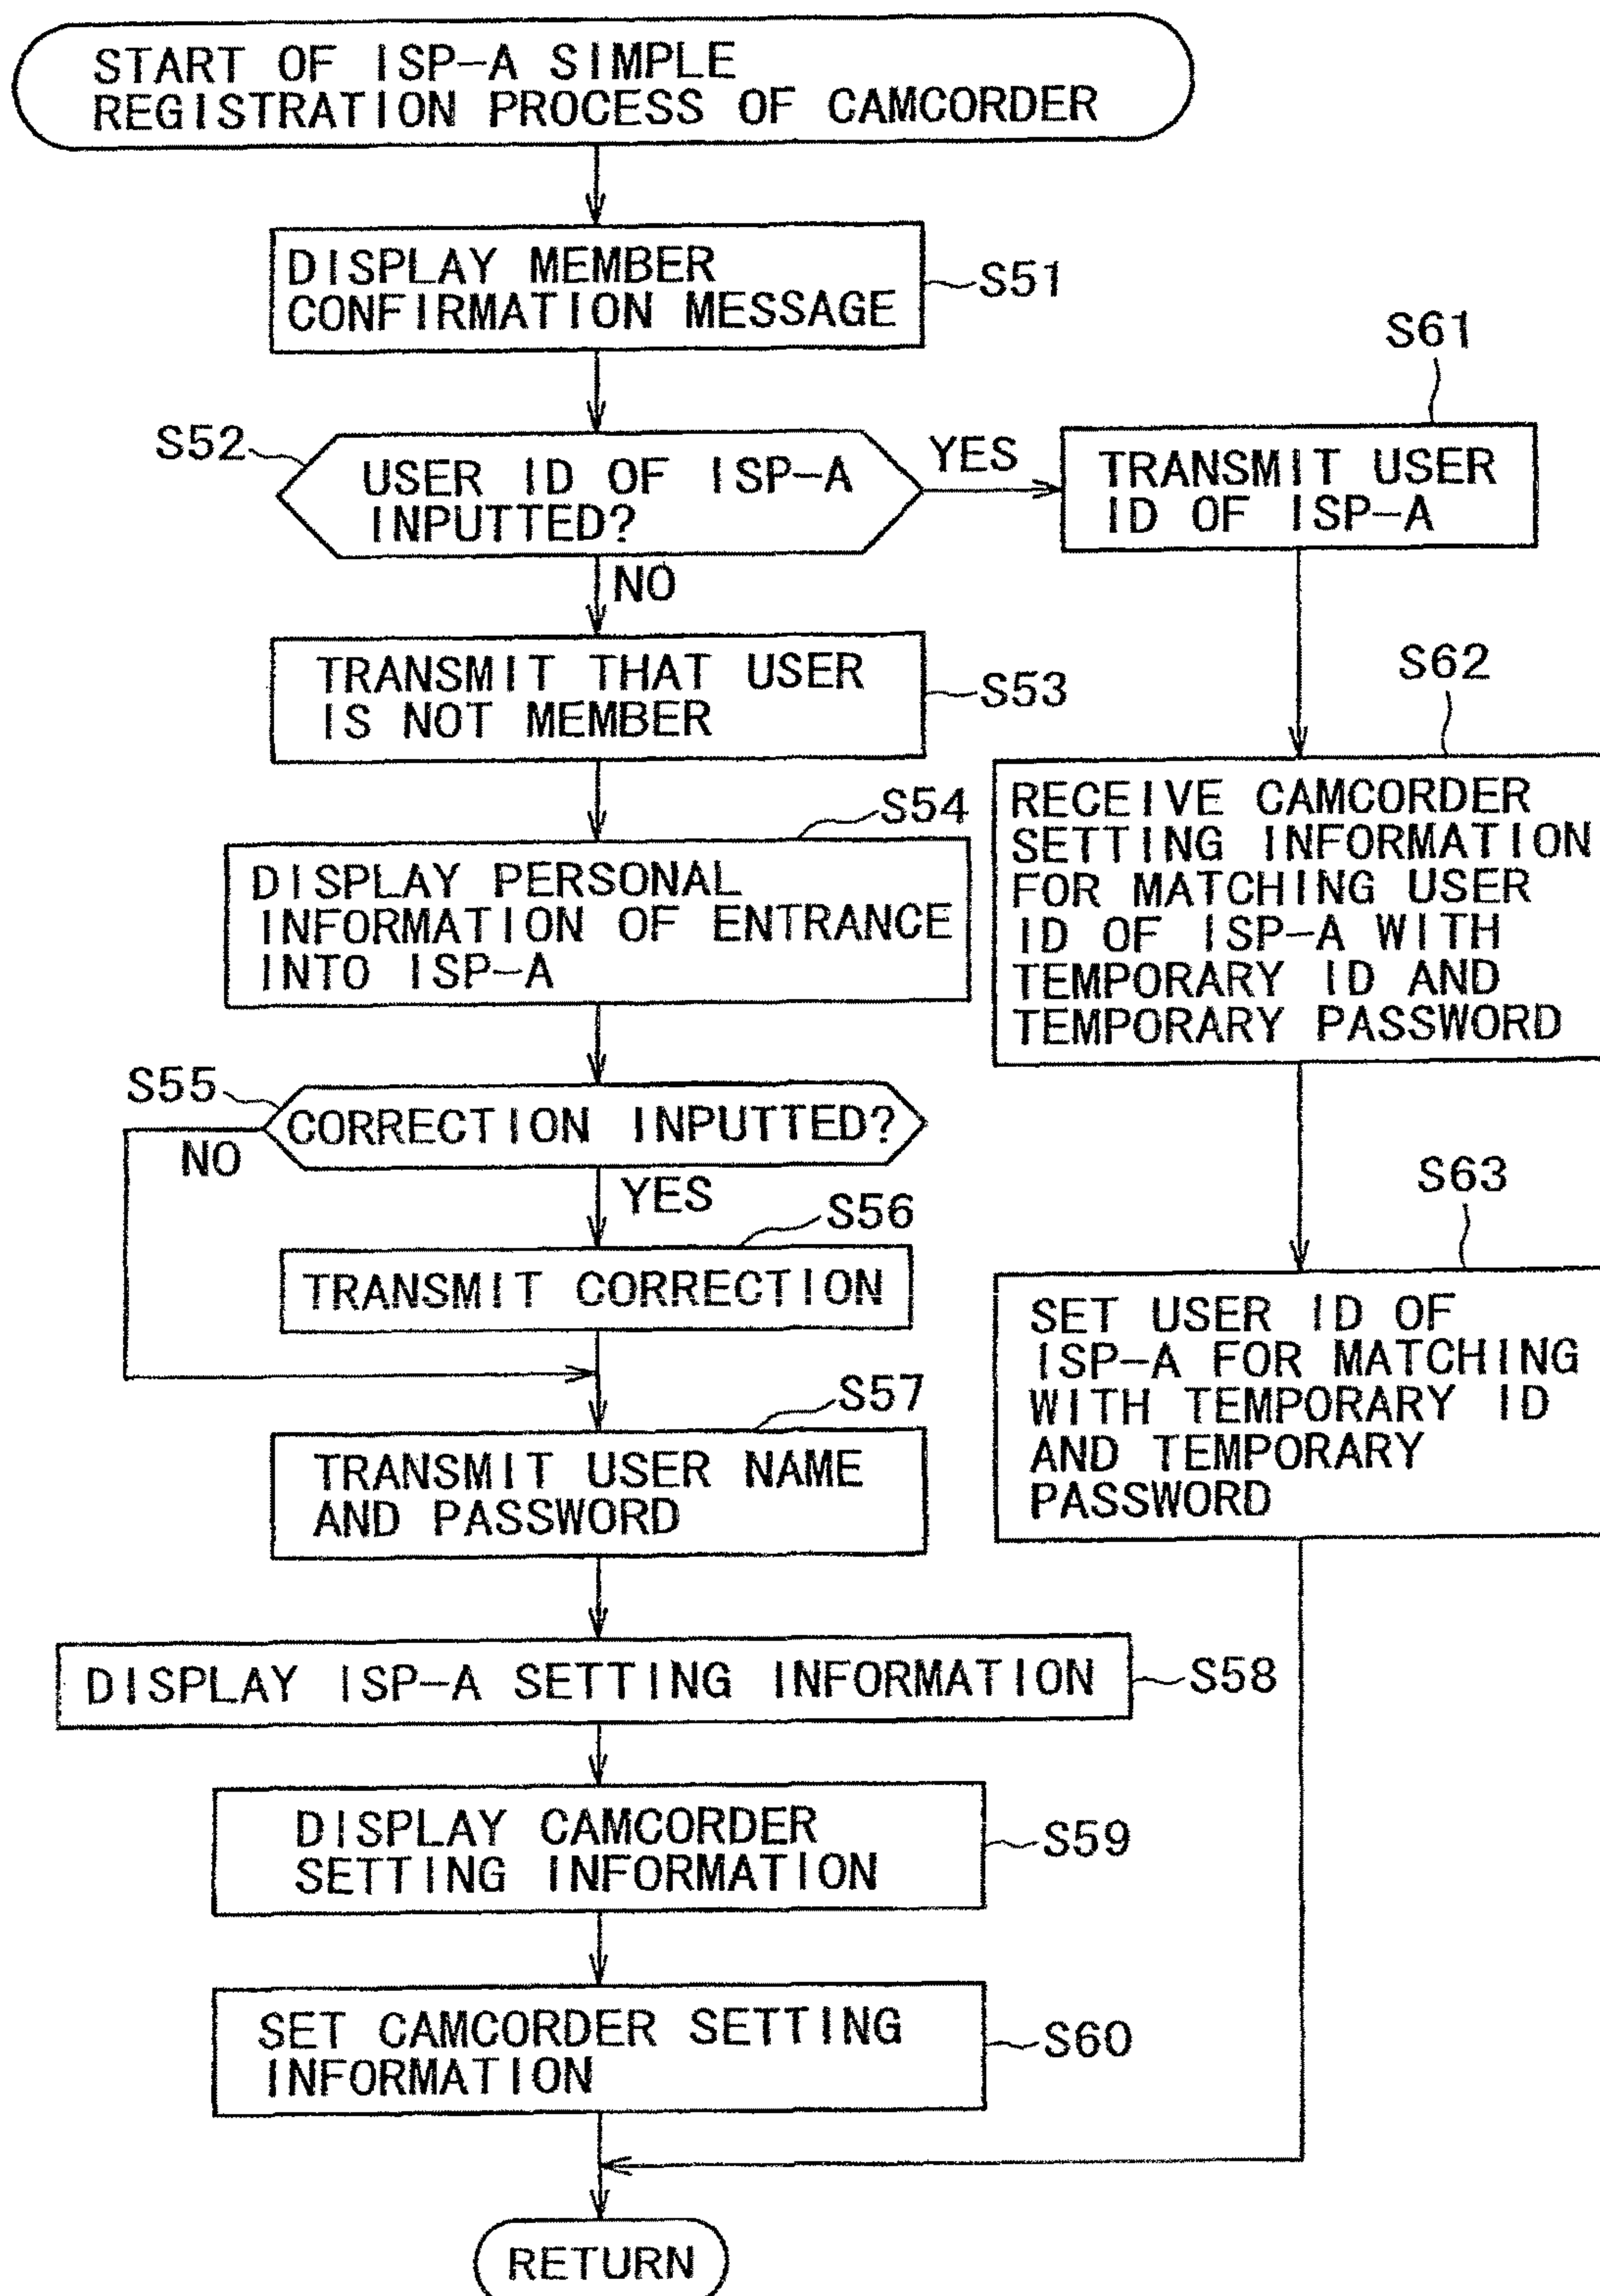 START OF ISP-A SIMPLE
REGISTRATION PROCESS OF CAMCORDER
DISPLAY MEMBER
CONFIRMATION MESSAGE
S51
S52
USER ID OF ISP-A
INPUTTED?
YES
NO
S61
TRANSMIT USER
ID OF ISP-A
TRANSMIT THAT USER
IS NOT MEMBER
S53
S62
RECEIVE CAMCORDER
SETTING INFORMATION
FOR MATCHING USER
ID OF ISP-A WITH
TEMPORARY ID AND
TEMPORARY PASSWORD
S54
DISPLAY PERSONAL
INFORMATION OF ENTRANCE
INTO ISP-A
S55
CORRECTION INPUTTED?
NO
YES
S56
TRANSMIT CORRECTION
S63
SET USER ID OF
ISP-A FOR MATCHING
WITH TEMPORARY ID
AND TEMPORARY
PASSWORD
S57
TRANSMIT USER NAME
AND PASSWORD
DISPLAY ISP-A SETTING INFORMATION
S58
DISPLAY CAMCORDER
SETTING INFORMATION
S59
SET CAMCORDER SETTING
INFORMATION
S60
RETURN